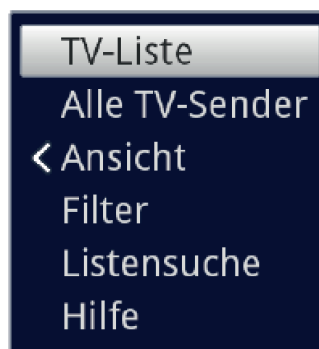 TV-Liste
Alle TV-Sender
< Ansicht
Filter
Listensuche
Hilfe